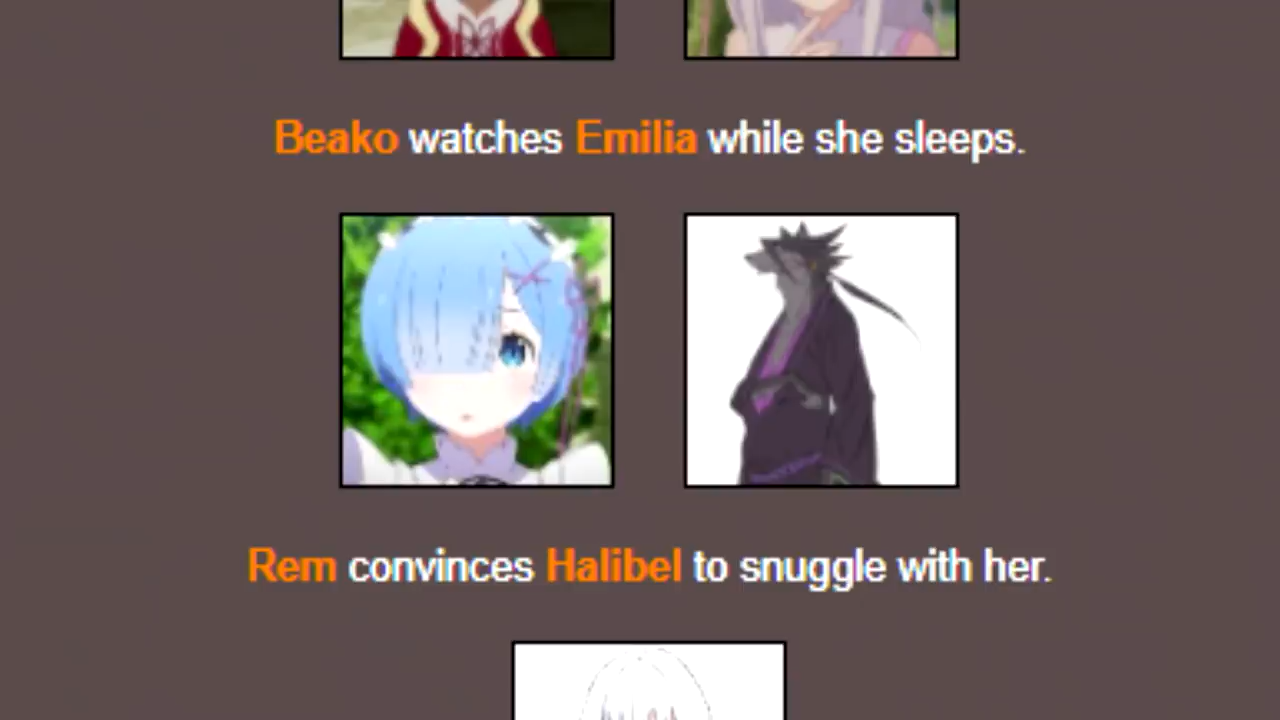 Beako watches Emilia while she sleeps.
Rem convinces Halibel to snuggle with her.